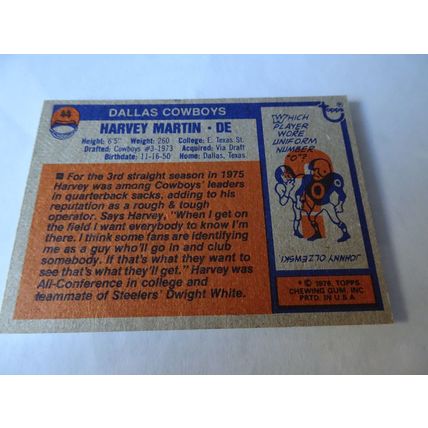 44
DALLAS COWBOYS
HARVEY MARTIN • DE
Height: 6'5" Weight: 260 College: E. Texas St.
Drafted: Cowboys #3-1973 Acquired: Via Draft
Birthdate: 11-16-50 Home: Dallas, Texas
■ For the 3rd straight season in 1975
Harvey was among Cowboys' leaders
in quarterback sacks, adding to his
reputation as a rough & tough
operator. Says Harvey, "When I get on
the field I want everybody to know I'm
there. I think some fans are identifying
me as a guy who'll go in and club
somebody. If that's what they want to
see that's what they'll get." Harvey was
All-Conference in college and
teammate of Steelers' Dwight White.
TOPPS
WHICH
PLAYER
WORE
UNIFORM
NUMBER
"0"?
0
JOHNNY OLZCEWSKI
* © 1976, TOPPS
CHEWING GUM, INC.
PRTD. IN U.S.A